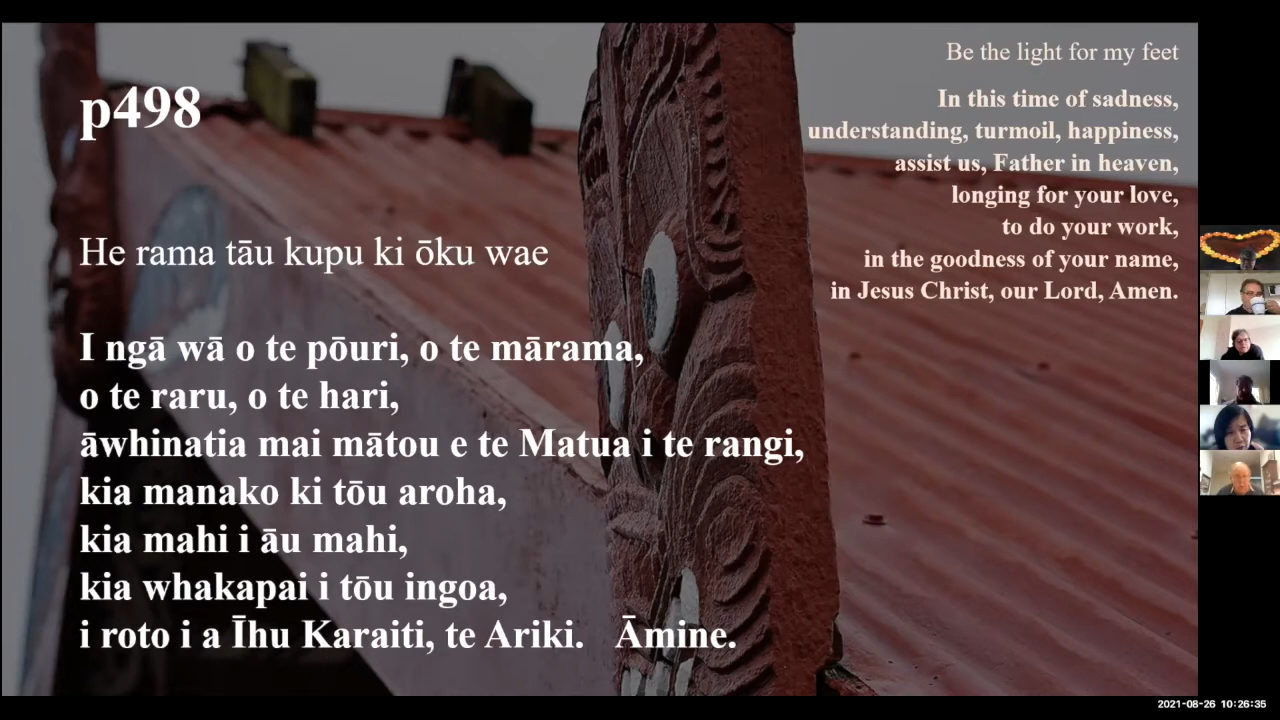 p498
He rama tāu kupu ki ōku wae
I ngā wā o te pōuri, o te mārama,
o te raru, o te hari,
āwhinatia mai mātou e te Matua i te rangi,
kia manako ki tōu aroha,
kia mahi i āu mahi,
kia whakapai i tōu ingoa,
i roto i a Īhu Karaiti, te Ariki. Āmine.
Be the light for my feet
In this time of sadness,
understanding, turmoil, happiness,
assist us, Father in heaven,
longing for your love,
to do your work,
in the goodness of your name,
in Jesus Christ, our Lord, Amen.
2021-08-26 10:26:35